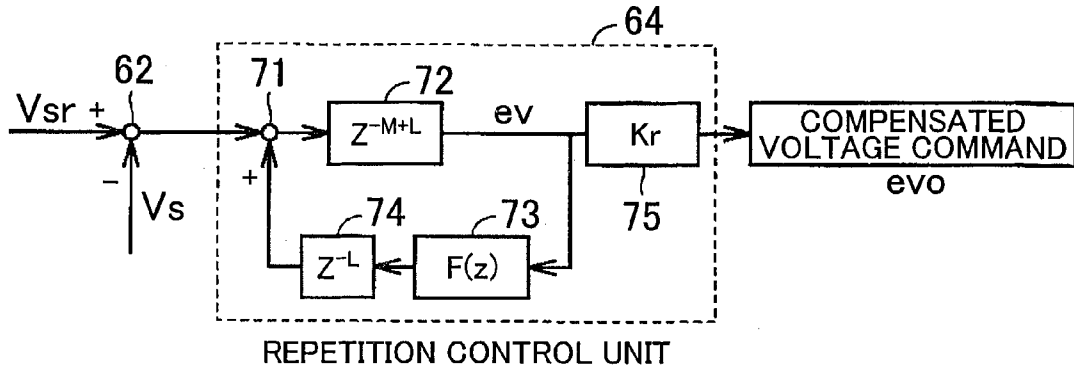 64
62
71
72
Vsr +
Z-M+L
ev
Kr
COMPENSATED
VOLTAGE COMMAND
evo
-
Vs
+
74
73
75
Z-L
F(z)
REPETITION CONTROL UNIT